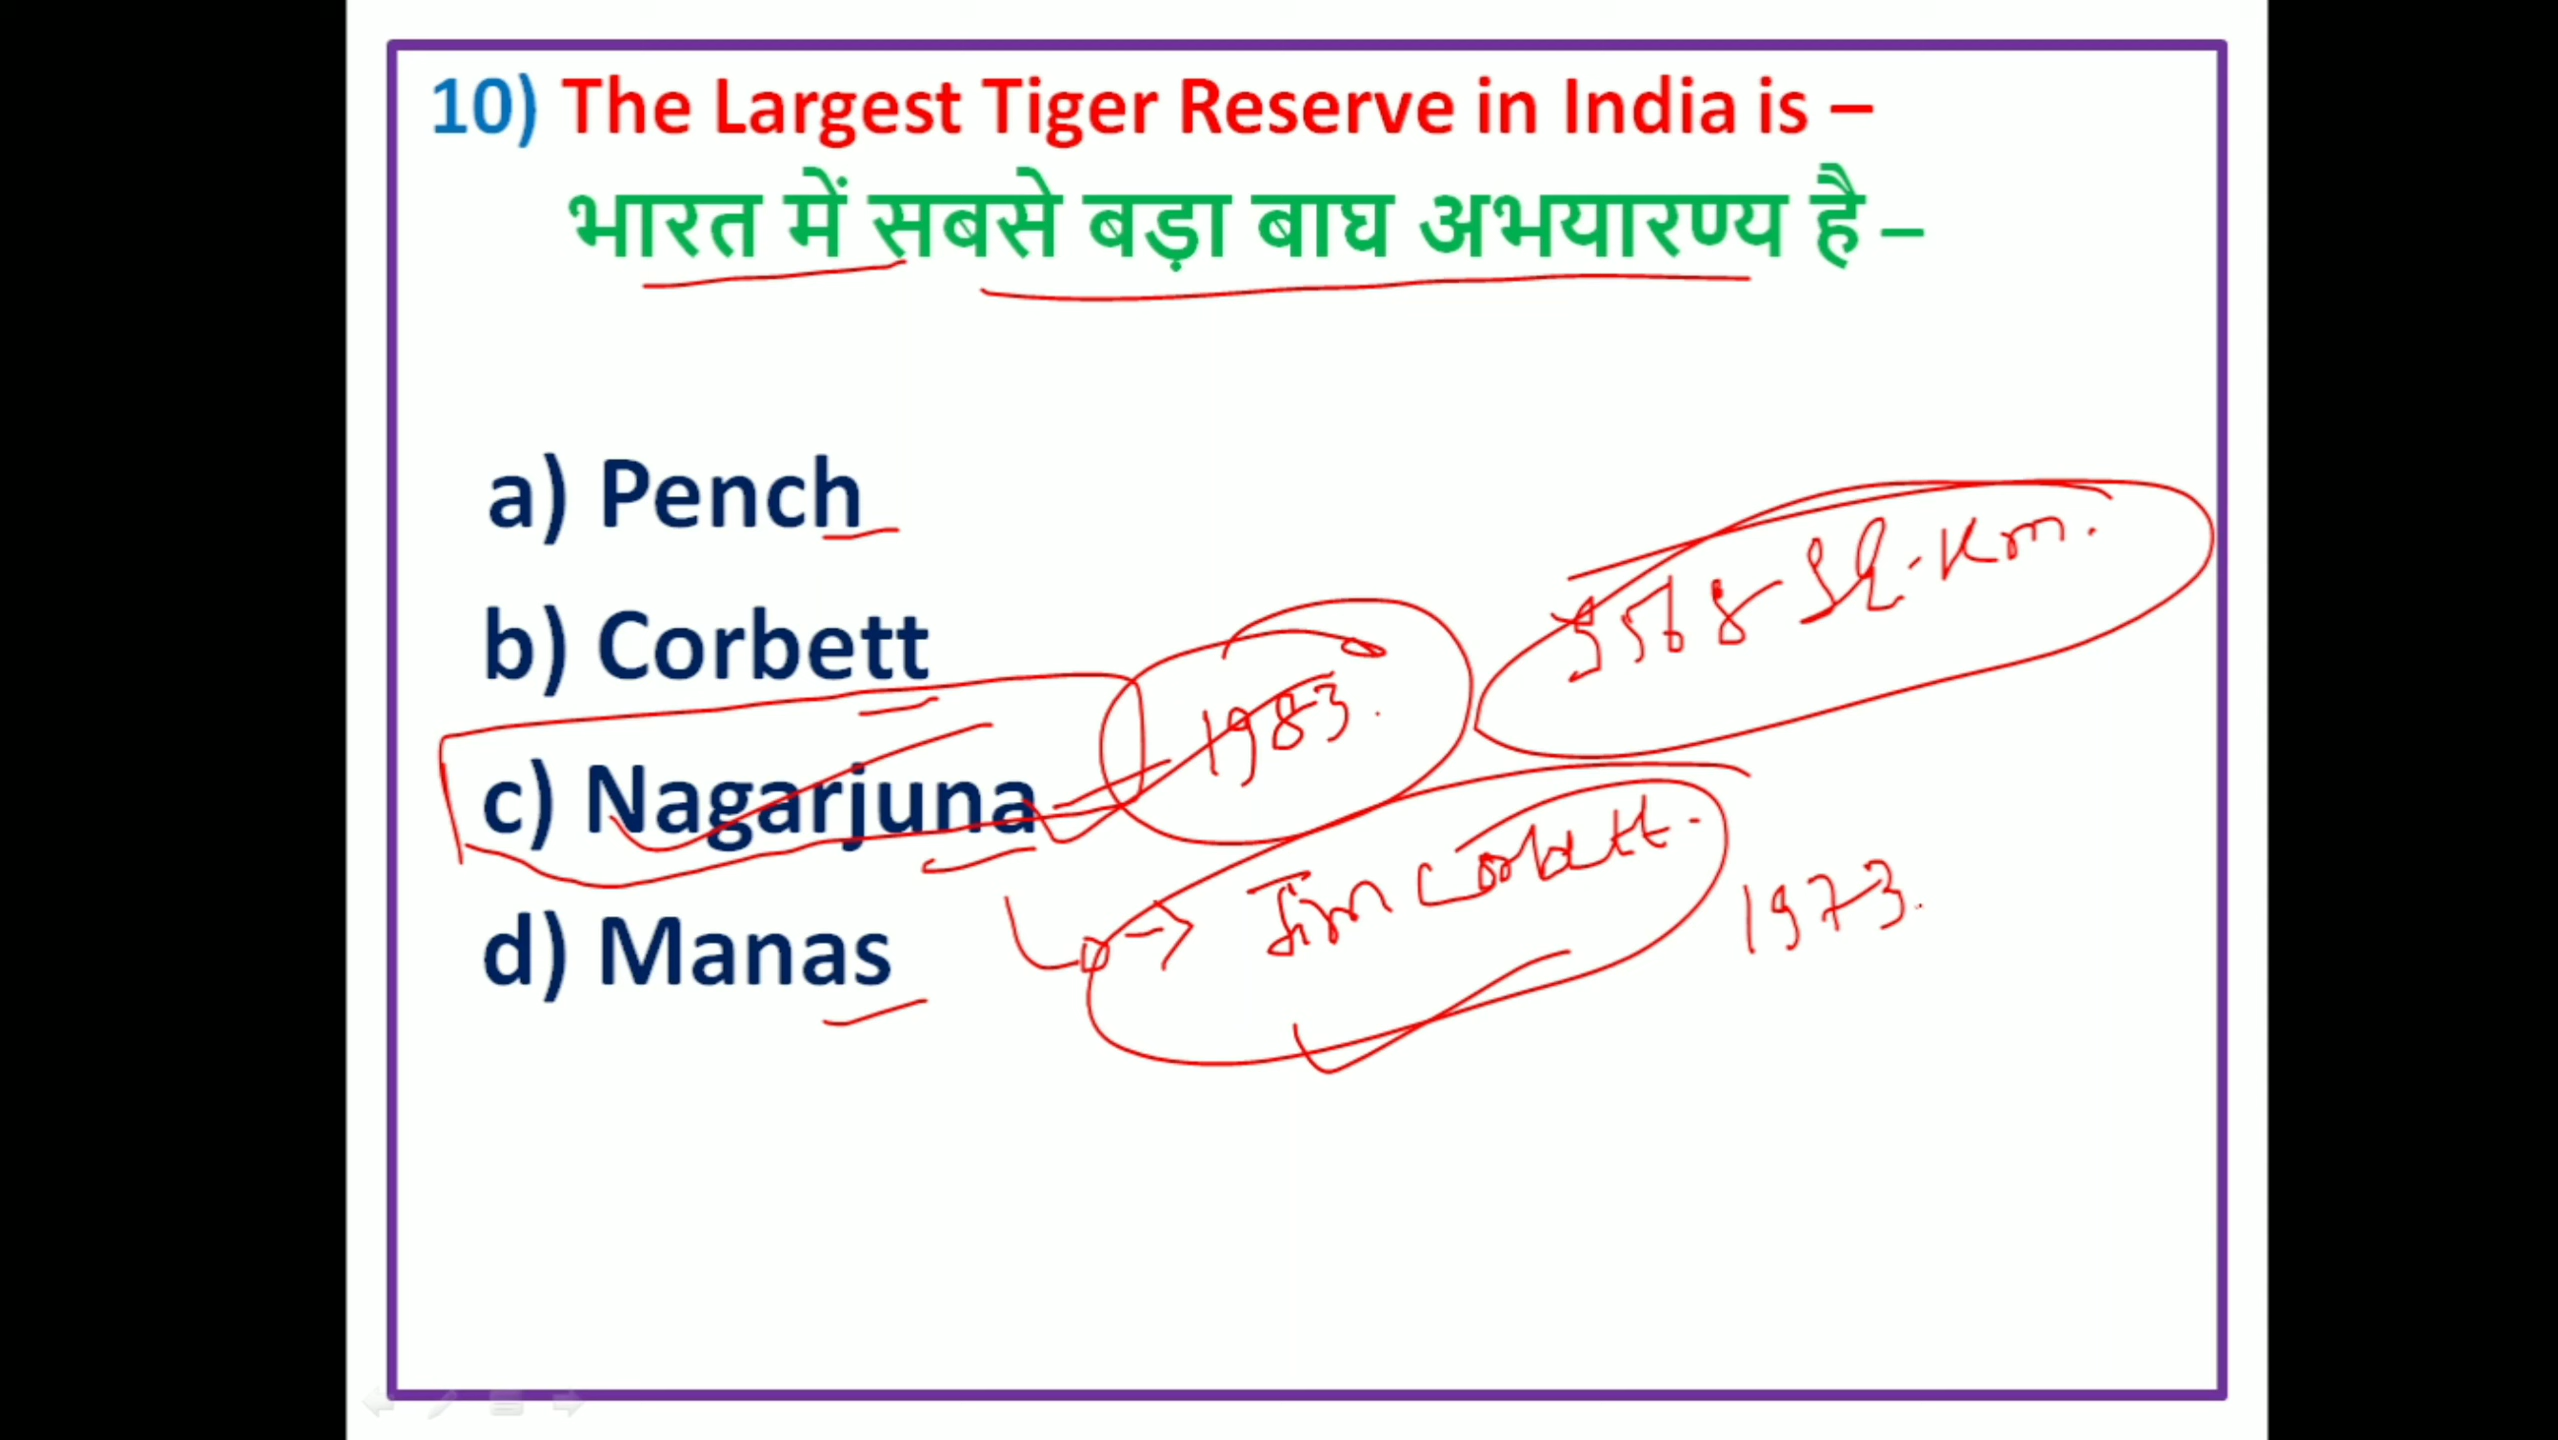 10) The Largest Tiger Reserve in India is –
भारत में सबसे बड़ा बाघ अभयारण्य है –
a) Pench
b) Corbett
c) Nagarjuna
d) Manas
3568 Sq. Km.
1983.
→ Jim Corbett.
1973.